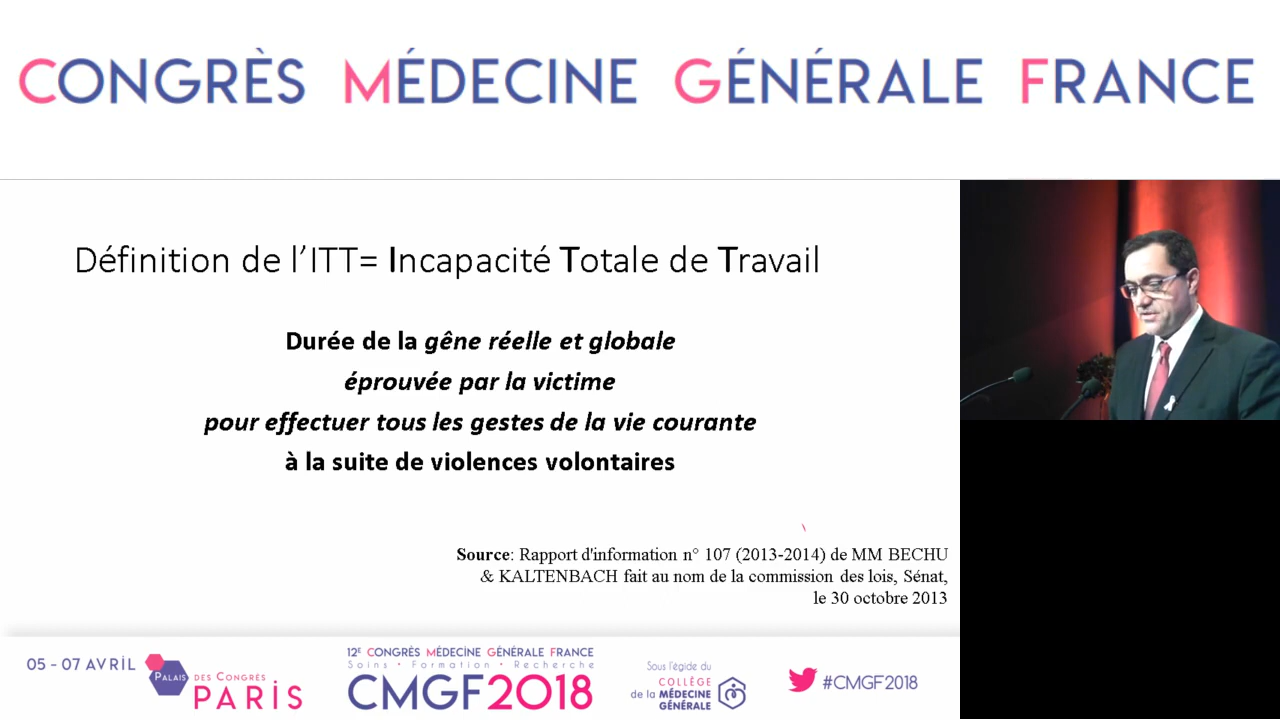 CONGRÈS MÉDECINE GÉNÉRALE FRANCE
Définition de l’ITT= Incapacité Totale de Travail
Durée de la gêne réelle et globale
éprouvée par la victime
pour effectuer tous les gestes de la vie courante
à la suite de violences volontaires
Source: Rapport d'information n° 107 (2013-2014) de MM BECHU
& KALTENBACH fait au nom de la commission des lois, Sénat,
le 30 octobre 2013
05 - 07 AVRIL
PALAIS
DES CONGRÈS
PARIS
12E CONGRÈS MÉDECINE GÉNÉRALE FRANCE
Soins • Formation • Recherche
CMGF2018
Sous l'égide du
COLLÈGE
de la MÉDECINE
GÉNÉRALE
#CMGF2018